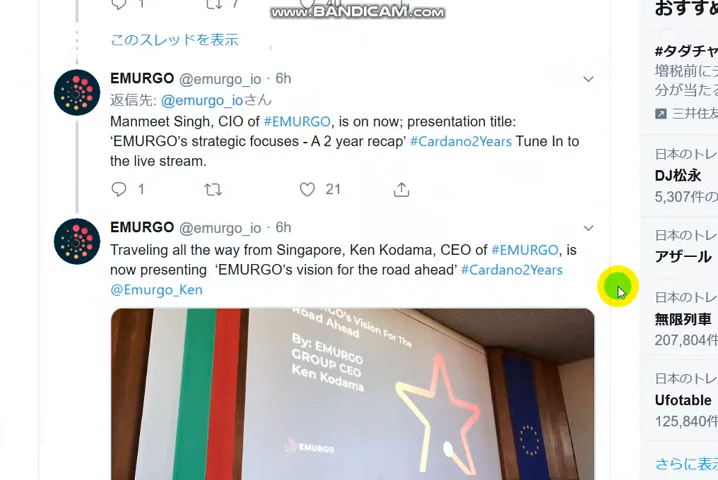 www.BANDICAM.com
1
7
40
おすすめ
このスレッドを表示
#タダチャ
増税前に
分が当た
三井住
EMURGO @emurgo_io · 6h
返信先: @emurgo_ioさん
Manmeet Singh, CIO of #EMURGO, is on now; presentation title:
'EMURGO's strategic focuses - A 2 year recap' #Cardano2Years Tune In to
the live stream.
1
21
日本のトレ
DJ松永
5,307件の
日本のトレ
アザール
日本のトレ
無限列車
207,804件
日本のトレ
Ufotable
125,840件
さらに表示
EMURGO @emurgo_io · 6h
Traveling all the way from Singapore, Ken Kodama, CEO of #EMURGO, is
now presenting 'EMURGO's vision for the road ahead' #Cardano2Years
@Emurgo_Ken
EMURGO's Vision For The
Road Ahead
By: EMURGO
GROUP CEO
Ken Kodama
EMURGO